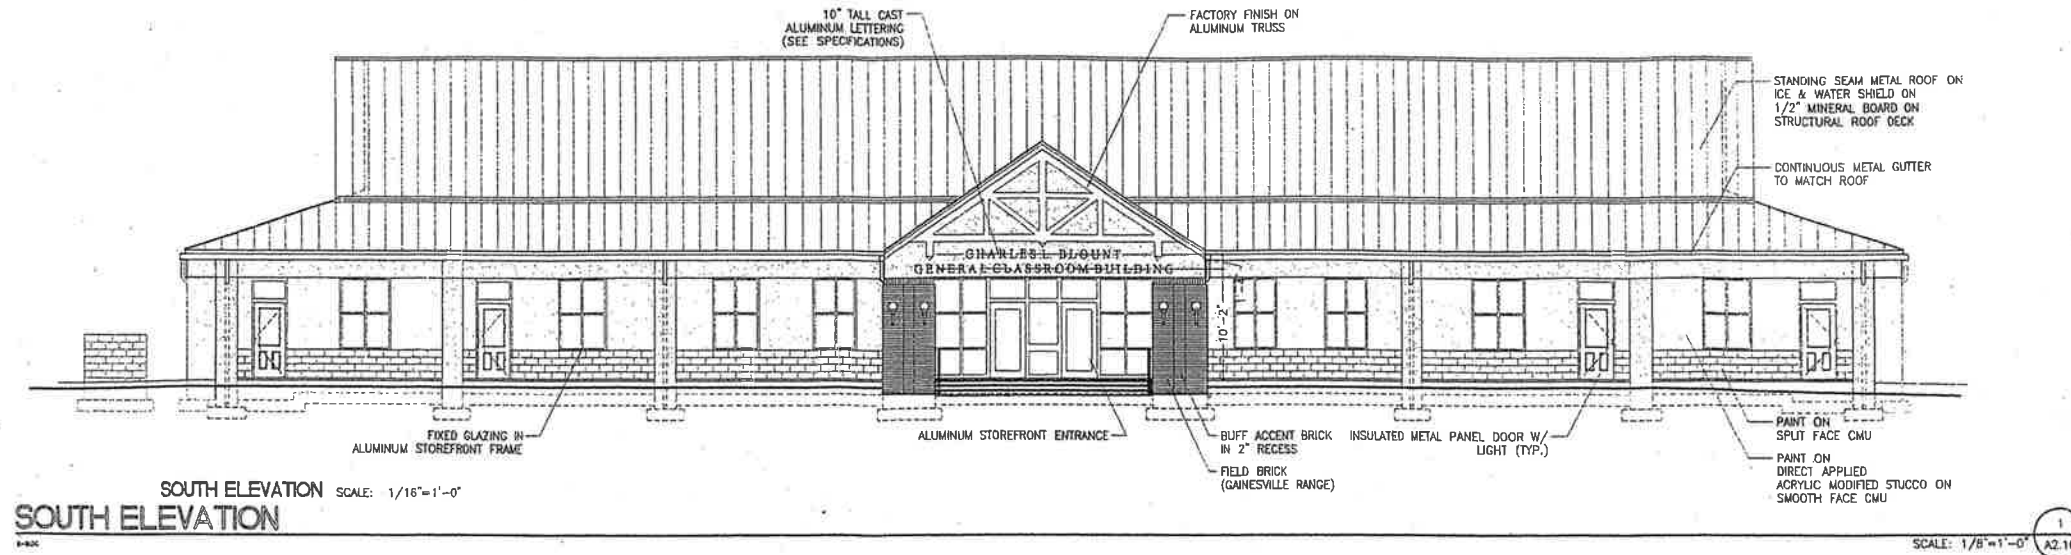 10" TALL CAST
ALUMINUM LETTERING
(SEE SPECIFICATIONS)
FACTORY FINISH ON
ALUMINUM TRUSS
STANDING SEAM METAL ROOF ON
ICE & WATER SHIELD ON
1/2" MINERAL BOARD ON
STRUCTURAL ROOF DECK
CONTINUOUS METAL GUTTER
TO MATCH ROOF
CHARLES L BLOUNT
GENERAL CLASSROOM BUILDING
10'-2"
FIXED GLAZING IN
ALUMINUM STOREFRONT FRAME
ALUMINUM STOREFRONT ENTRANCE
BUFF ACCENT BRICK
IN 2" RECESS
FIELD BRICK
(GAINESVILLE RANGE)
INSULATED METAL PANEL DOOR W/
LIGHT (TYP.)
PAINT ON
SPLIT FACE CMU
PAINT ON
DIRECT APPLIED
ACRYLIC MODIFIED STUCCO ON
SMOOTH FACE CMU
SOUTH ELEVATION SCALE: 1/16"=1'-0"
SOUTH ELEVATION
SCALE: 1/8"=1'-0"
1